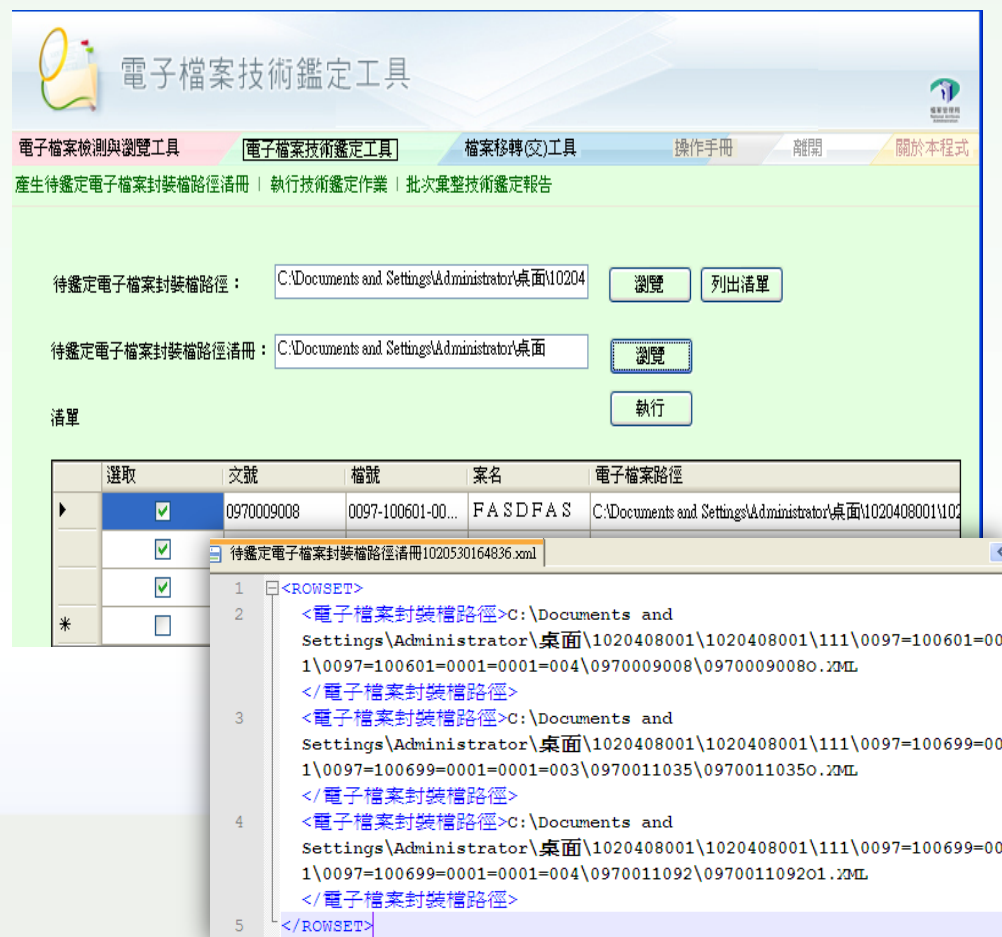 電子檔案技術鑑定工具
檔案管理局
電子檔案檢測與瀏覽工具 電子檔案技術鑑定工具 檔案移轉(交)工具 操作手冊 離開 關於本程式
產生待鑑定電子檔案封裝檔路徑清冊 | 執行技術鑑定作業 | 批次彙整技術鑑定報告
待鑑定電子檔案封裝檔路徑： C:\Documents and Settings\Administrator\桌面\10204 瀏覽 列出清單
待鑑定電子檔案封裝檔路徑清冊： C:\Documents and Settings\Administrator\桌面 瀏覽
執行
清單
選取 文號 檔號 案名 電子檔案路徑
0970009008 0097-100601-00... ＦＡＳＤＦＡＳ C:\Documents and Settings\Administrator\桌面\1020408001\102
*
待鑑定電子檔案封裝檔路徑清冊1020530164836.xml
1 <ROWSET>
2 <電子檔案封裝檔路徑>C:\Documents and
Settings\Administrator\桌面\1020408001\1020408001\111\0097=100601=00
1\0097=100601=0001=0001=004\0970009008\0970009008O.XML
</電子檔案封裝檔路徑>
3 <電子檔案封裝檔路徑>C:\Documents and
Settings\Administrator\桌面\1020408001\1020408001\111\0097=100699=00
1\0097=100699=0001=0001=003\0970011035\0970011035O.XML
</電子檔案封裝檔路徑>
4 <電子檔案封裝檔路徑>C:\Documents and
Settings\Administrator\桌面\1020408001\1020408001\111\0097=100699=00
1\0097=100699=0001=0001=004\0970011092\0970011092O1.XML
</電子檔案封裝檔路徑>
5 </ROWSET>